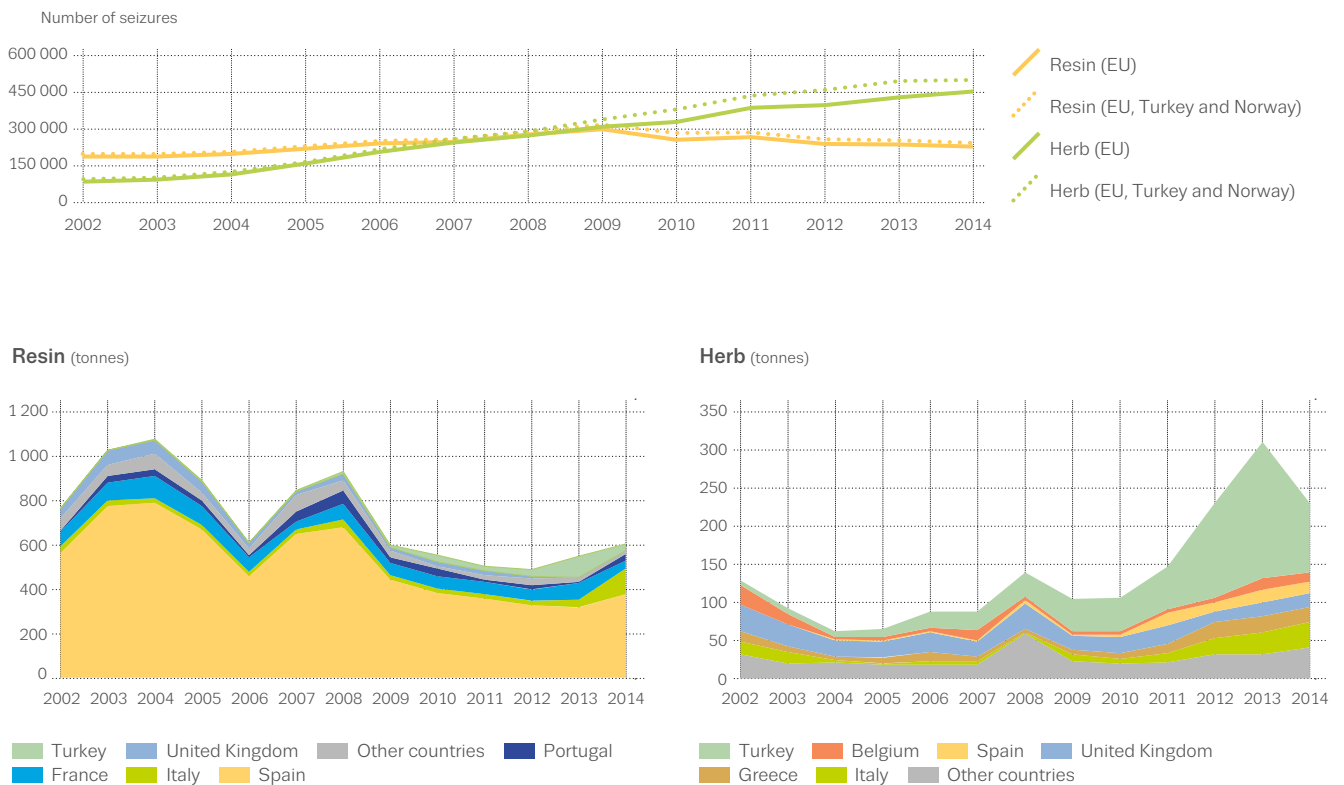 Number of seizures
600 000
450 000
300 000
150 000
0
2002 2003 2004 2005 2006 2007 2008 2009 2010 2011 2012 2013 2014
Resin (EU)
Resin (EU, Turkey and Norway)
Herb (EU)
Herb (EU, Turkey and Norway)
Resin (tonnes)
1 200
1 000
800
600
400
200
0
2002 2003 2004 2005 2006 2007 2008 2009 2010 2011 2012 2013 2014
Turkey United Kingdom Other countries Portugal
France Italy Spain
Herb (tonnes)
350
300
250
200
150
100
50
0
2002 2003 2004 2005 2006 2007 2008 2009 2010 2011 2012 2013 2014
Turkey Belgium Spain United Kingdom
Greece Italy Other countries